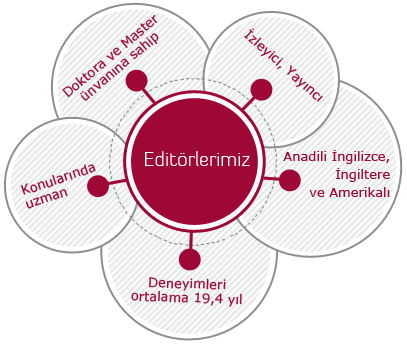 Doktora ve Master
ünvanına sahip
İzleyici, Yayıncı
Editörlerimiz
Anadili İngilizce,
İngiltere
ve Amerikalı
Konularında
uzman
Deneyimleri
ortalama 19,4 yıl